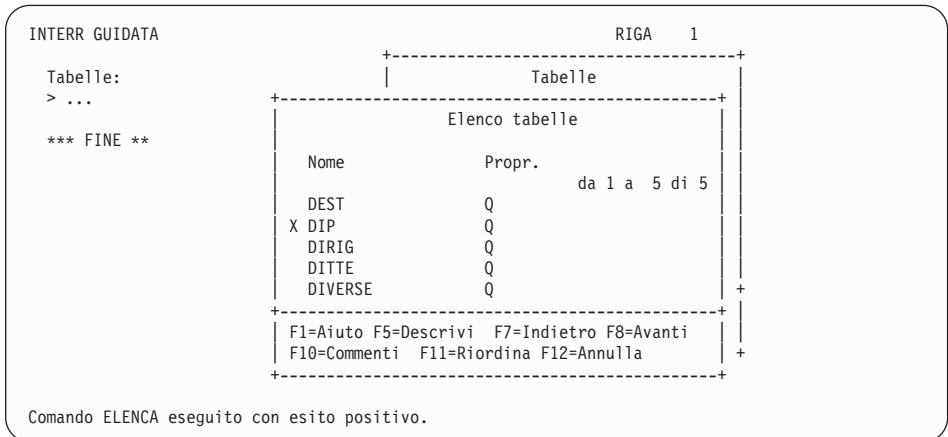 INTERR GUIDATA RIGA 1
Tabelle: Tabelle
> ...
Elenco tabelle
*** FINE **
Nome Propr.
da 1 a 5 di 5
DEST Q
X DIP Q
DIRIG Q
DITTE Q
DIVERSE Q
F1=Aiuto F5=Descrivi F7=Indietro F8=Avanti
F10=Commenti F11=Riordina F12=Annulla
Comando ELENCA eseguito con esito positivo.